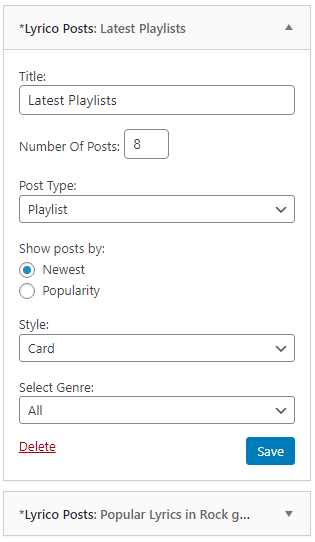 *Lyrico Posts: Latest Playlists
Title:
Latest Playlists
Number Of Posts: 8
Post Type:
Playlist
Show posts by:
Newest
Popularity
Style:
Card
Select Genre:
All
Delete Save
*Lyrico Posts: Popular Lyrics in Rock g...